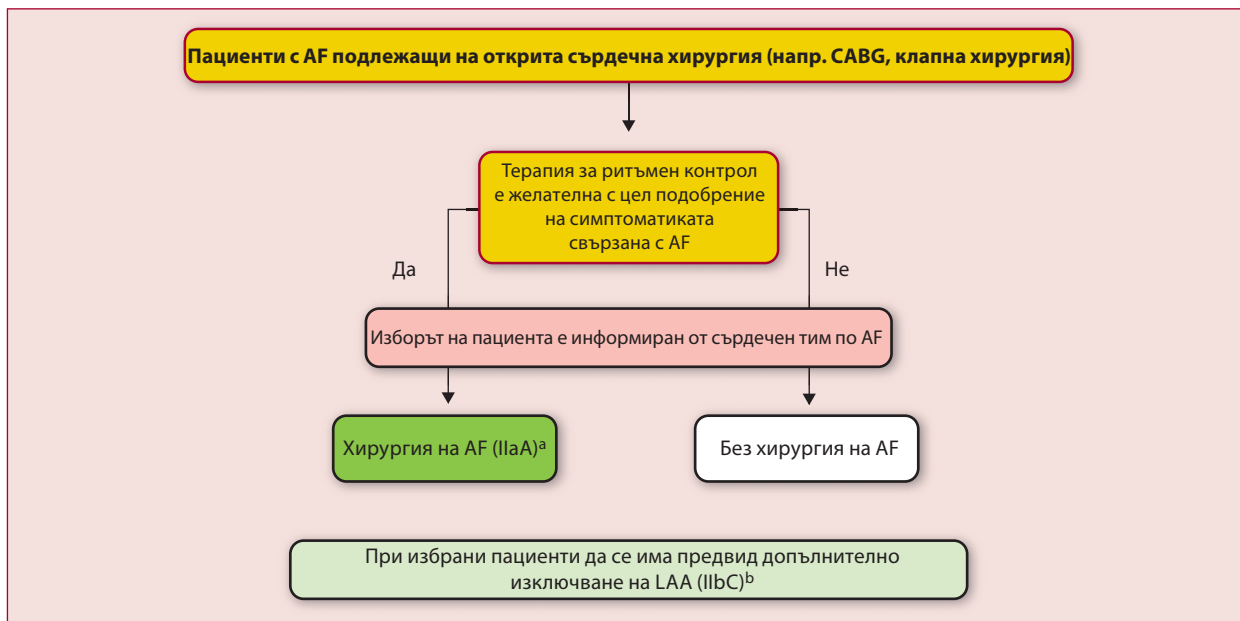 Пациенти с AF подлежащи на открита сърдечна хирургия (напр. CABG, клапна хирургия)
Терапия за ритъмен контрол
е желателна с цел подобрение
на симптоматиката
свързана с AF
Да
Не
Изборът на пациента е информиран от сърдечен тим по AF
Хирургия на AF (IIaA)a
Без хирургия на AF
При избрани пациенти да се има предвид допълнително
изключване на LAA (IIbC)b